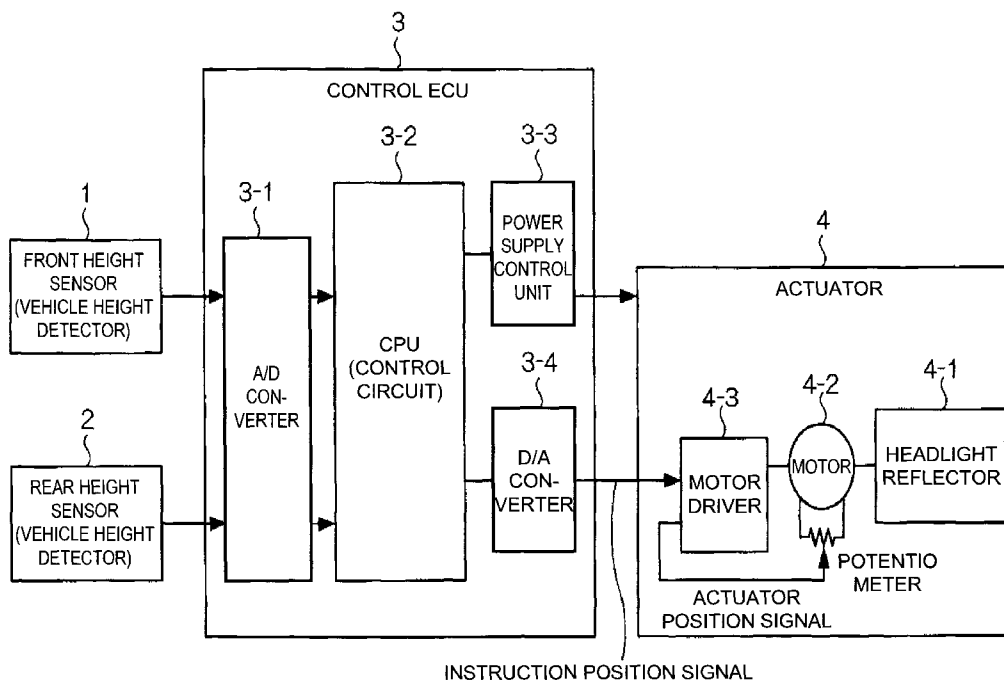 3
CONTROL ECU
3-1
3-2
3-3
1
FRONT HEIGHT
SENSOR
(VEHICLE HEIGHT
DETECTOR)
2
REAR HEIGHT
SENSOR
(VEHICLE HEIGHT
DETECTOR)
A/D
CON-
VERTER
CPU
(CONTROL
CIRCUIT)
POWER
SUPPLY
CONTROL
UNIT
3-4
D/A
CON-
VERTER
4
ACTUATOR
4-3
4-2
4-1
MOTOR
DRIVER
MOTOR
HEADLIGHT
REFLECTOR
POTENTIO
METER
ACTUATOR
POSITION SIGNAL
INSTRUCTION POSITION SIGNAL